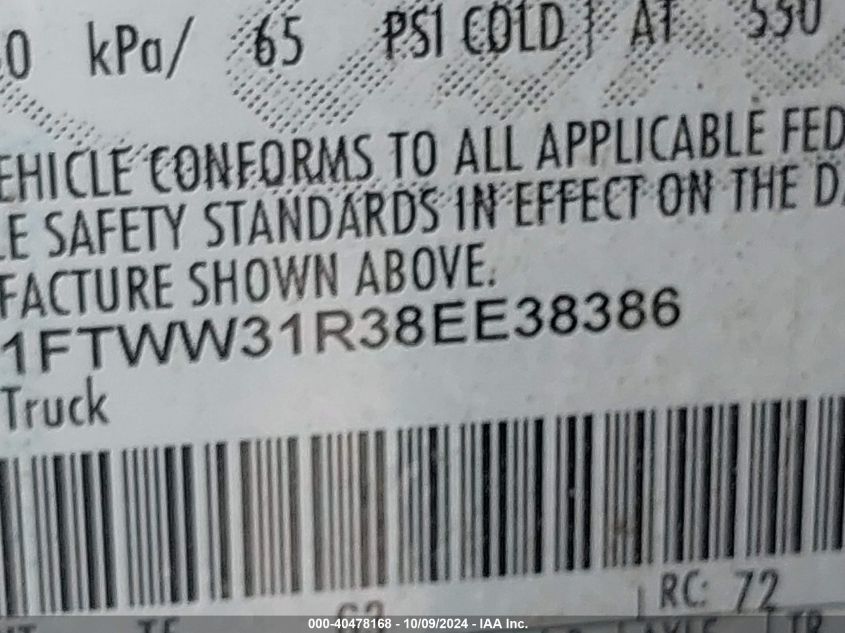 0 kPa/ 65 PSI COLD AT 550
EHICLE CONFORMS TO ALL APPLICABLE FED
LE SAFETY STANDARDS IN EFFECT ON THE DA
FACTURE SHOWN ABOVE.
1FTWW31R38EE38386
Truck
RC: 72
000-40478168 - 10/09/2024 - IAA Inc.